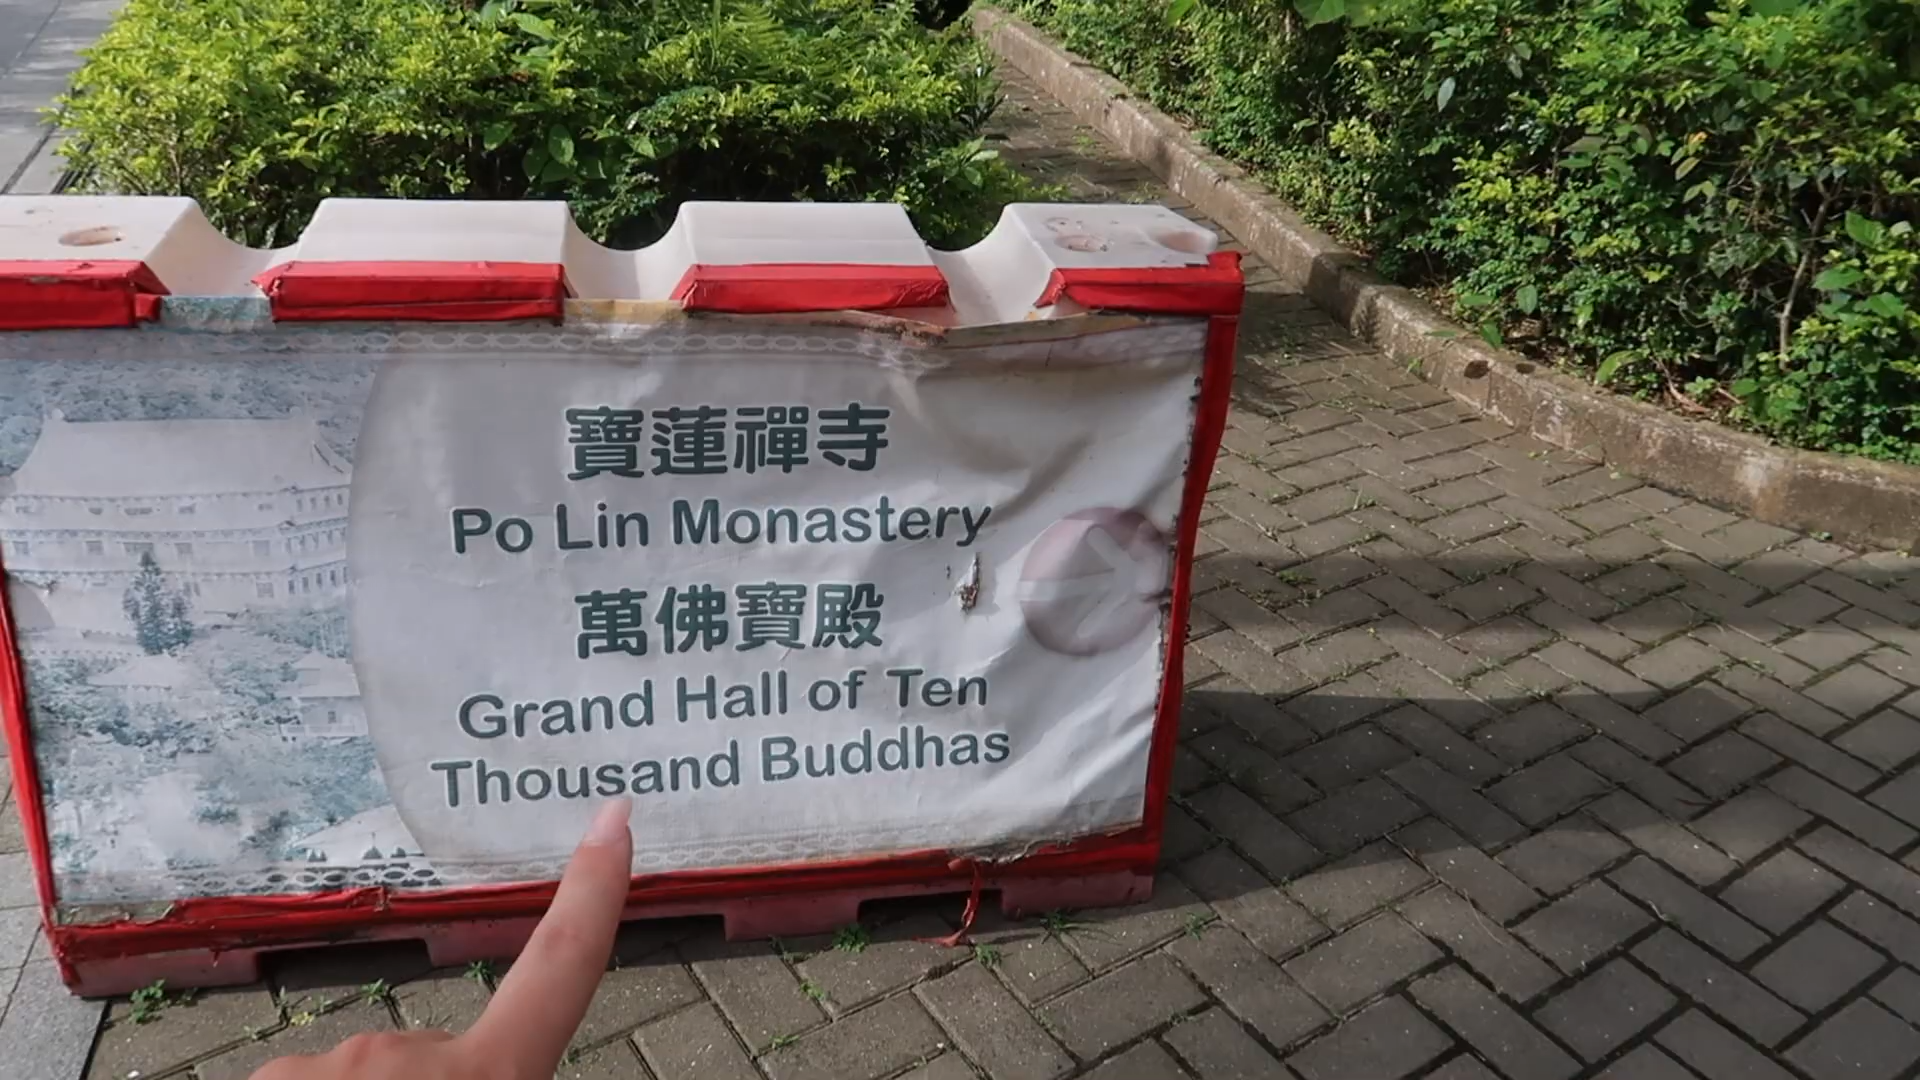 寶蓮禪寺
Po Lin Monastery
萬佛寶殿
Grand Hall of Ten
Thousand Buddhas